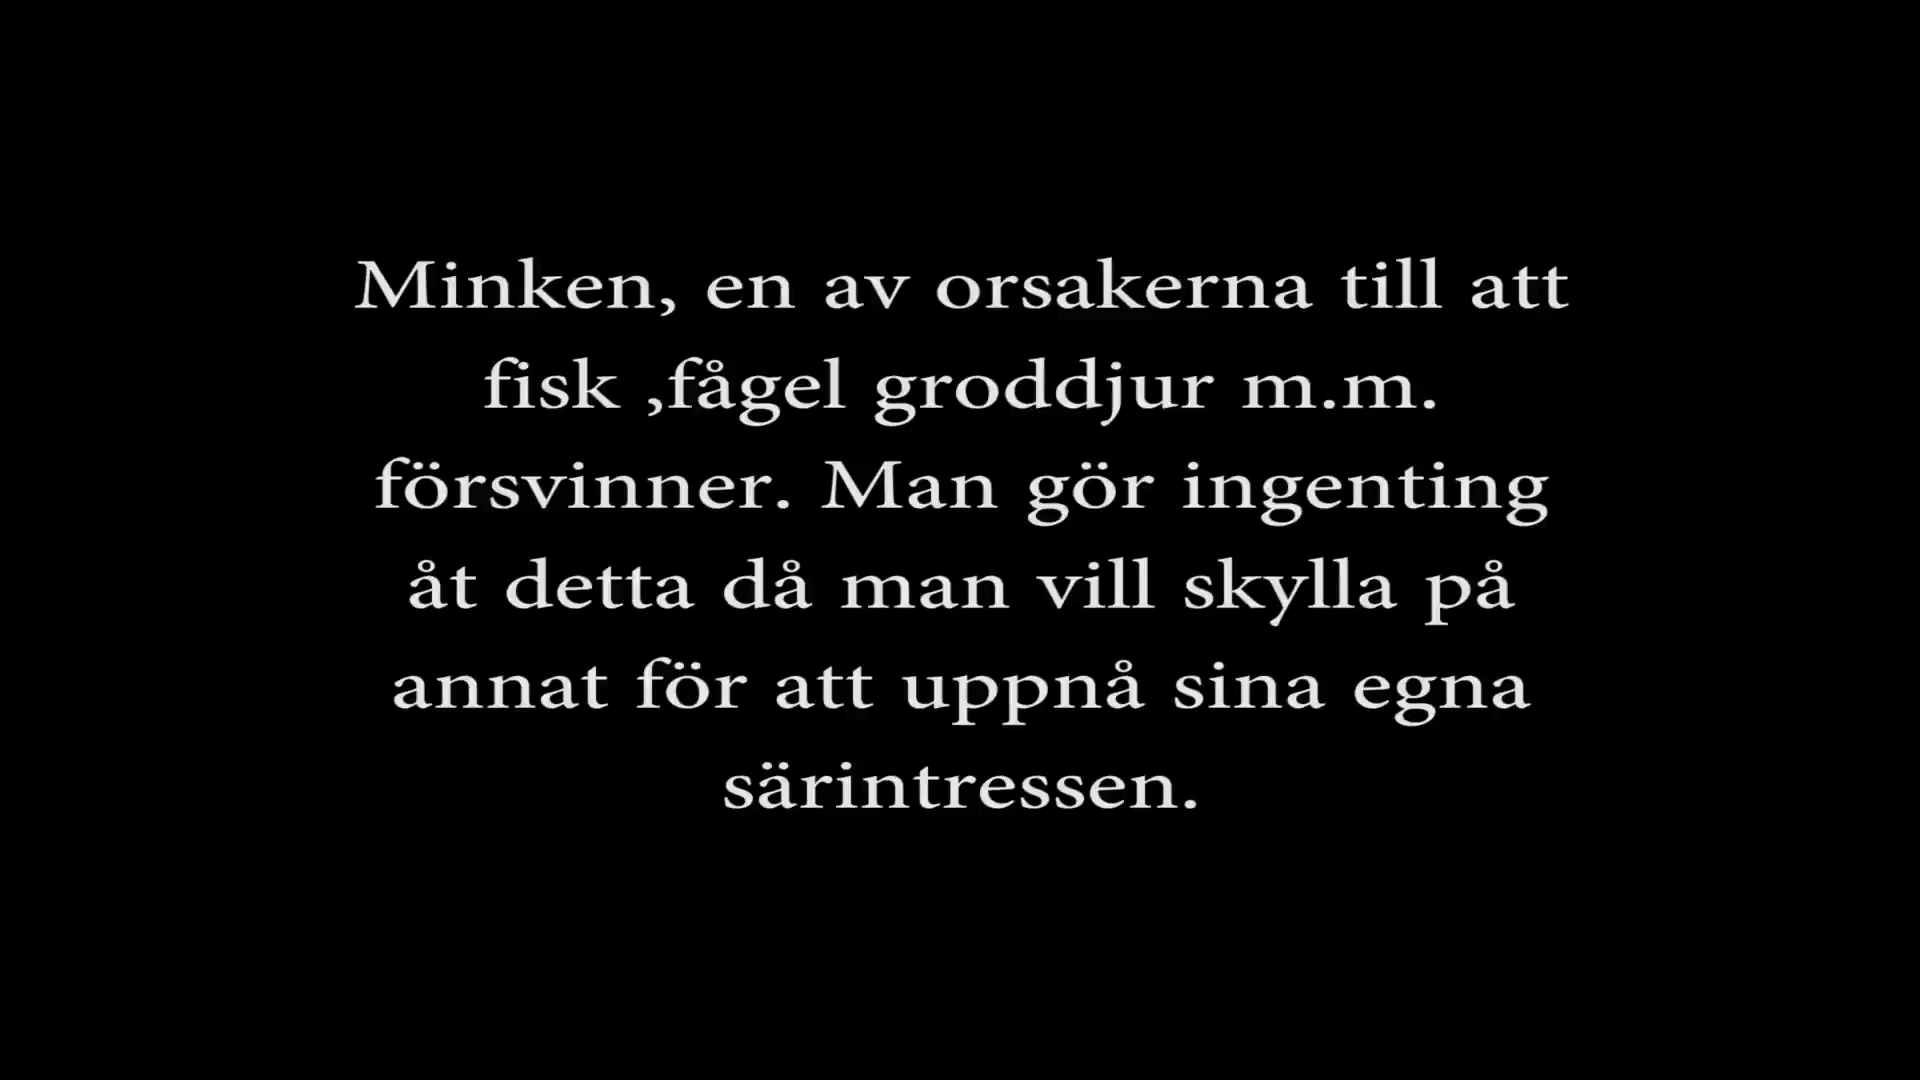 Minken, en av orsakerna till att
fisk ,fågel groddjur m.m.
försvinner. Man gör ingenting
åt detta då man vill skylla på
annat för att uppnå sina egna
särintressen.